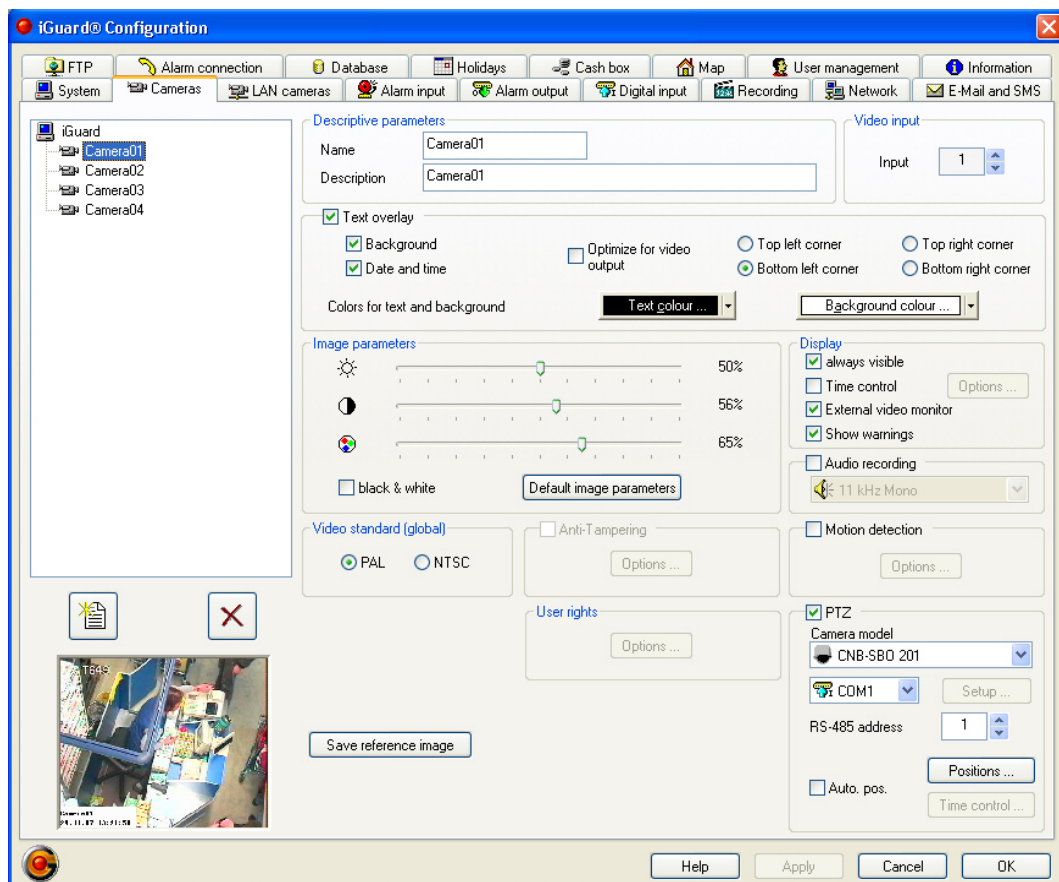 iGuard® Configuration
FTP Alarm connection Database Holidays Cash box Map User management Information
System Cameras LAN cameras Alarm input Alarm output Digital input Recording Network E-Mail and SMS
iGuard
Camera01
Camera02
Camera03
Camera04
Descriptive parameters
Name Camera01
Description Camera01
Video input
Input 1
Text overlay
Background
Date and time
Optimize for video
output
Top left corner
Top right corner
Bottom left corner
Bottom right corner
Colors for text and background Text colour ... Background colour ...
Image parameters
50%
56%
65%
black & white Default image parameters
Display
always visible
Time control Options ...
External video monitor
Show warnings
Audio recording
11 kHz Mono
Video standard (global)
PAL NTSC
Anti-Tampering
Options ...
Motion detection
Options ...
User rights
Options ...
PTZ
Camera model
CNB-SBO 201
COM1 Setup ...
RS-485 address 1
Positions ...
Auto. pos.
Time control ...
T649
Camera01
Save reference image
Help Apply Cancel OK